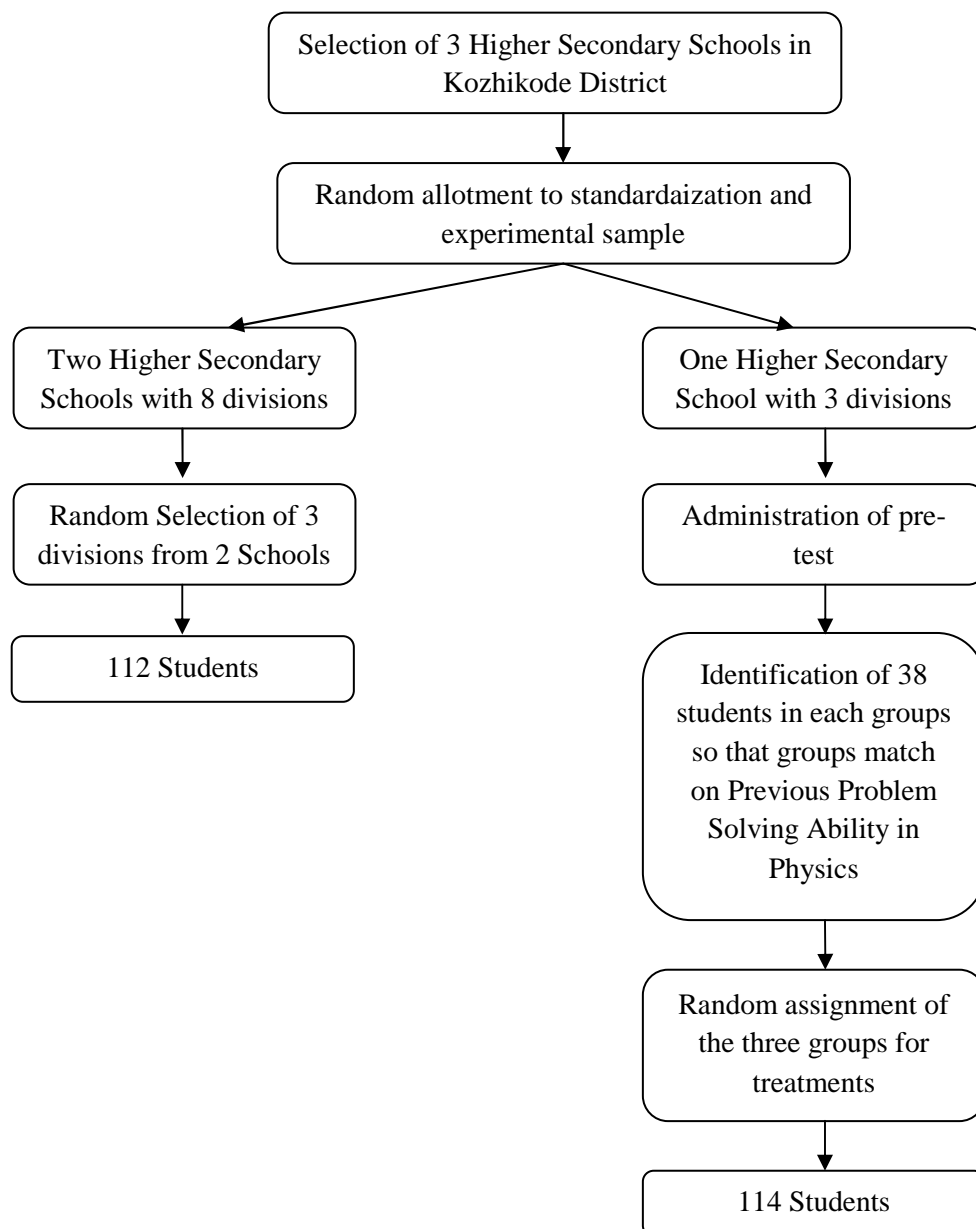 Selection of 3 Higher Secondary Schools in
Kozhikode District
Random allotment to standardaization and
experimental sample
Two Higher Secondary
Schools with 8 divisions
Random Selection of 3
divisions from 2 Schools
112 Students
One Higher Secondary
School with 3 divisions
Administration of pre-
test
Identification of 38
students in each groups
so that groups match
on Previous Problem
Solving Ability in
Physics
Random assignment of
the three groups for
treatments
114 Students